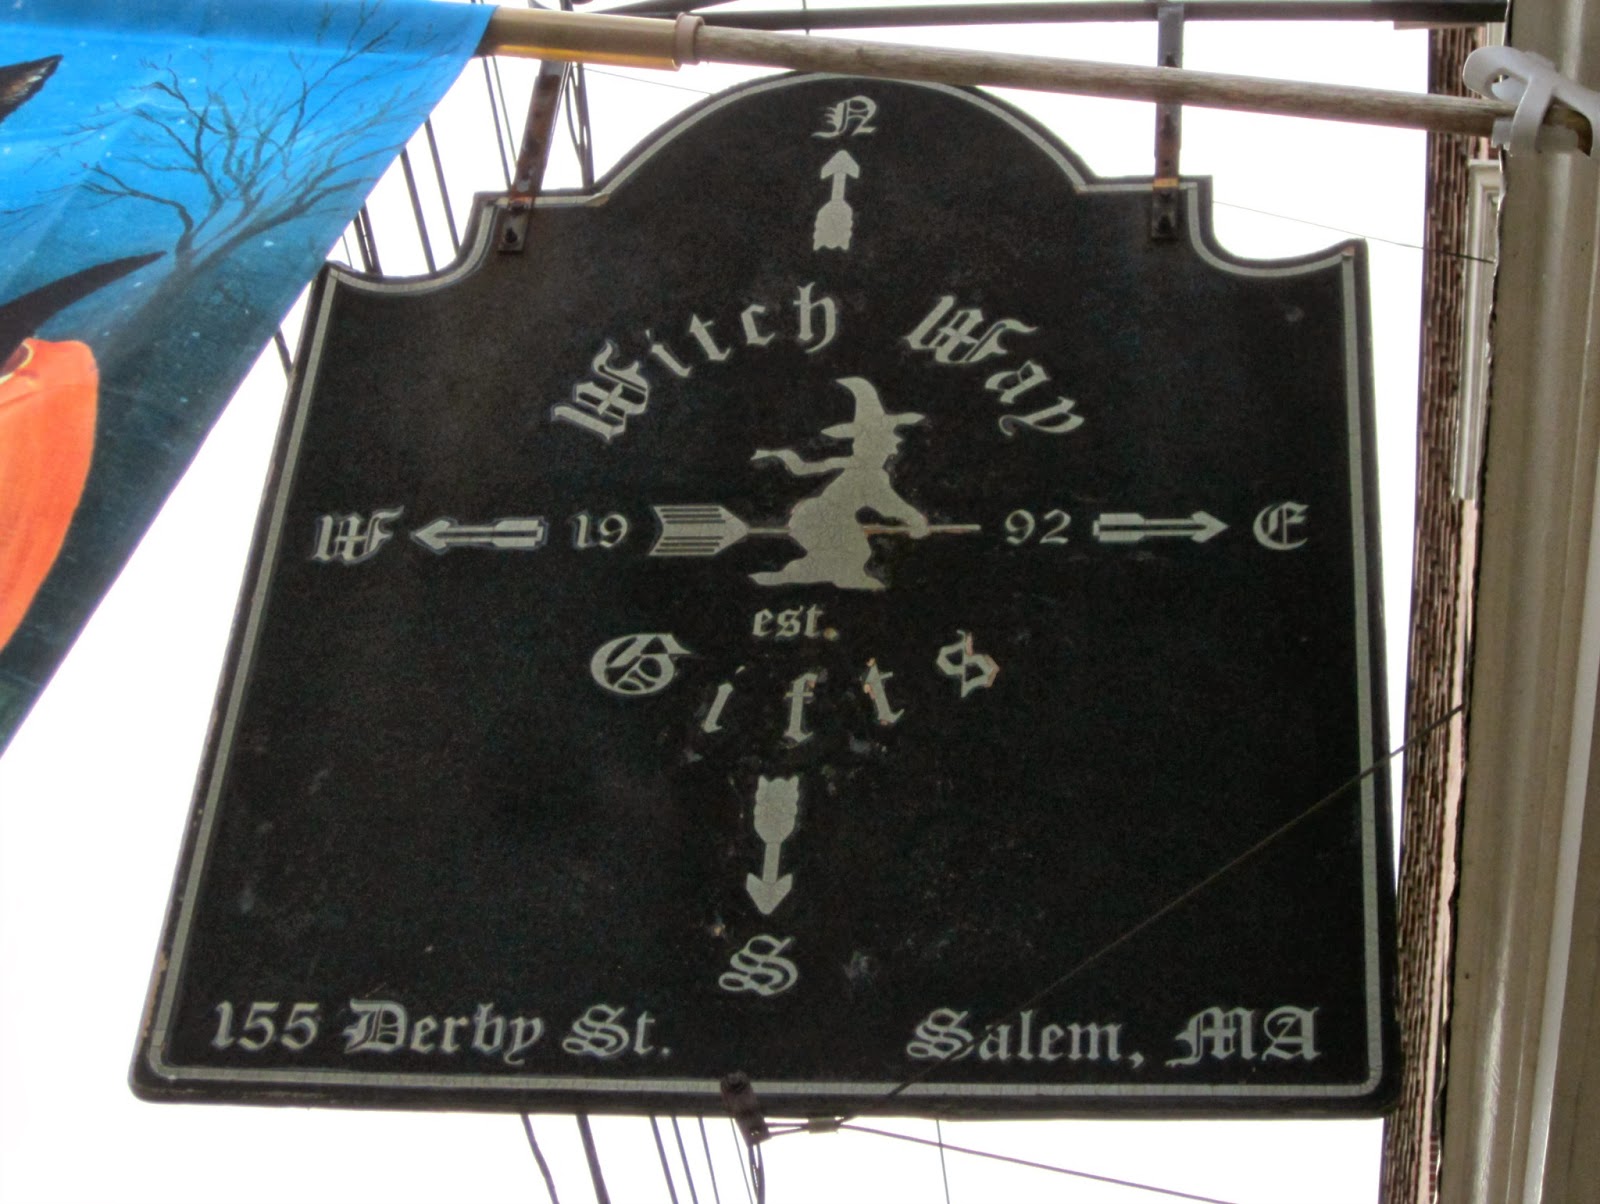 N
Witch Way
W 19 92 E
est.
Gifts
S
155 Derby St. Salem, MA